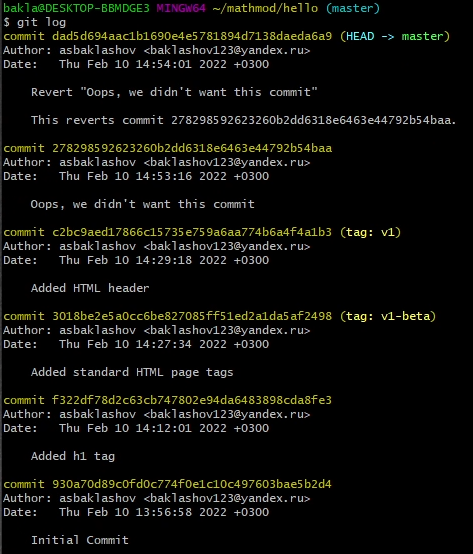 bakla@DESKTOP-BBMDGE3 MINGW64 ~/mathmod/hello (master)
$ git log
commit dad5d694aac1b1690e4e5781894d7138daeda6a9 (HEAD -> master)
Author: asbaklashov <baklashov123@yandex.ru>
Date:   Thu Feb 10 14:54:01 2022 +0300
    Revert "Oops, we didn't want this commit"
    This reverts commit 278298592623260b2dd6318e6463e44792b54baa.
commit 278298592623260b2dd6318e6463e44792b54baa
Author: asbaklashov <baklashov123@yandex.ru>
Date:   Thu Feb 10 14:53:16 2022 +0300
    Oops, we didn't want this commit
commit c2bc9aed17866c15735e759a6aa774b6a4f4a1b3 (tag: v1)
Author: asbaklashov <baklashov123@yandex.ru>
Date:   Thu Feb 10 14:29:18 2022 +0300
    Added HTML header
commit 3018be2e5a0cc6be827085ff51ed2a1da5af2498 (tag: v1-beta)
Author: asbaklashov <baklashov123@yandex.ru>
Date:   Thu Feb 10 14:27:34 2022 +0300
    Added standard HTML page tags
commit f322df78d2c63cb747802e94da6483898cda8fe3
Author: asbaklashov <baklashov123@yandex.ru>
Date:   Thu Feb 10 14:12:01 2022 +0300
    Added h1 tag
commit 930a70d89c0fd0c774f0e1c10c497603bae5b2d4
Author: asbaklashov <baklashov123@yandex.ru>
Date:   Thu Feb 10 13:56:58 2022 +0300
    Initial Commit